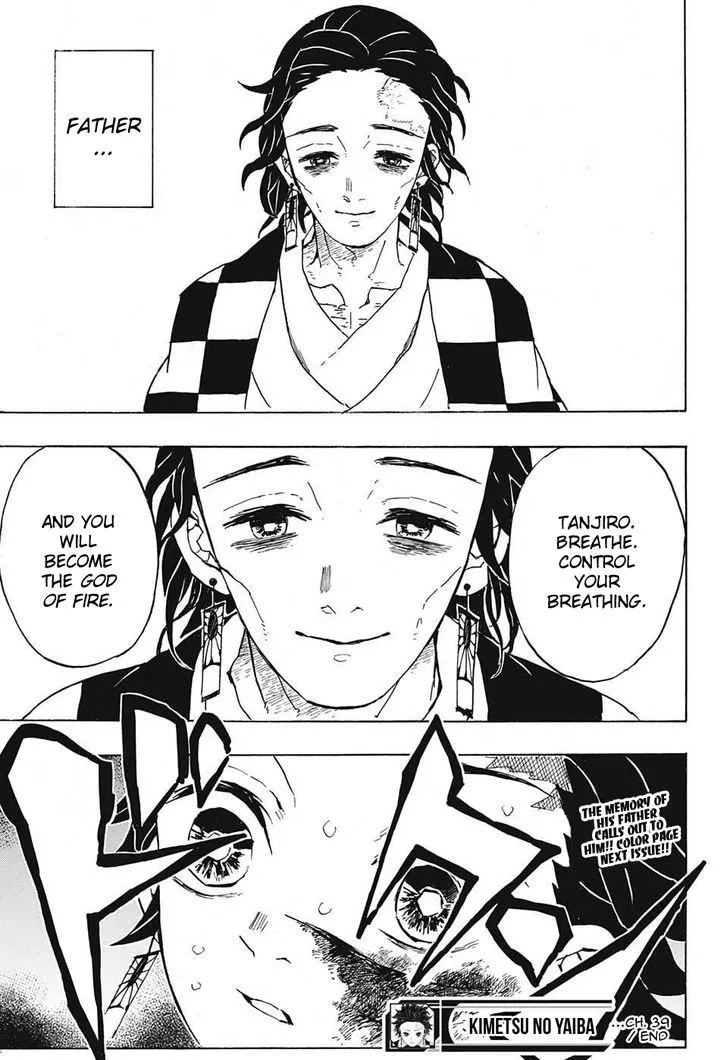 FATHER
...
TANJIRO.
BREATHE.
CONTROL
YOUR
BREATHING.
AND YOU
WILL
BECOME
THE GOD
OF FIRE.
THE MEMORY OF
HIS FATHER
CALLS OUT TO
HIM!! COLOR PAGE
NEXT ISSUE!!
KIMETSU NO YAIBA
...CH. 39
/ END